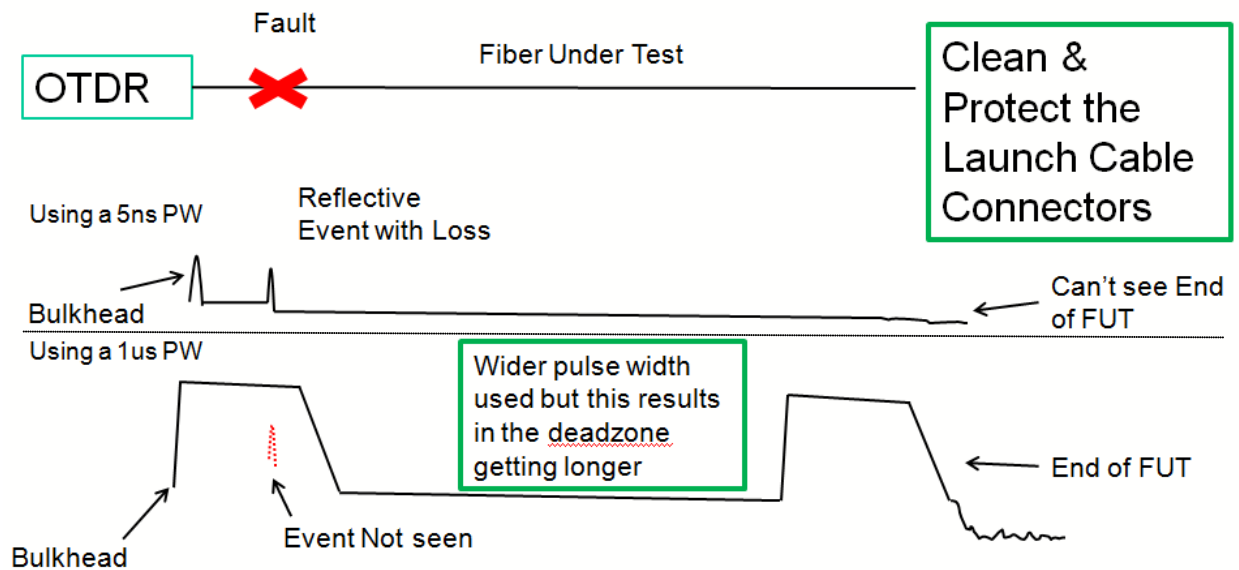 Fault
Fiber Under Test
OTDR
Clean &
Protect the
Launch Cable
Connectors
Using a 5ns PW
Reflective
Event with Loss
Bulkhead
Can't see End
of FUT
Using a 1us PW
Wider pulse width
used but this results
in the deadzone
getting longer
End of FUT
Event Not seen
Bulkhead